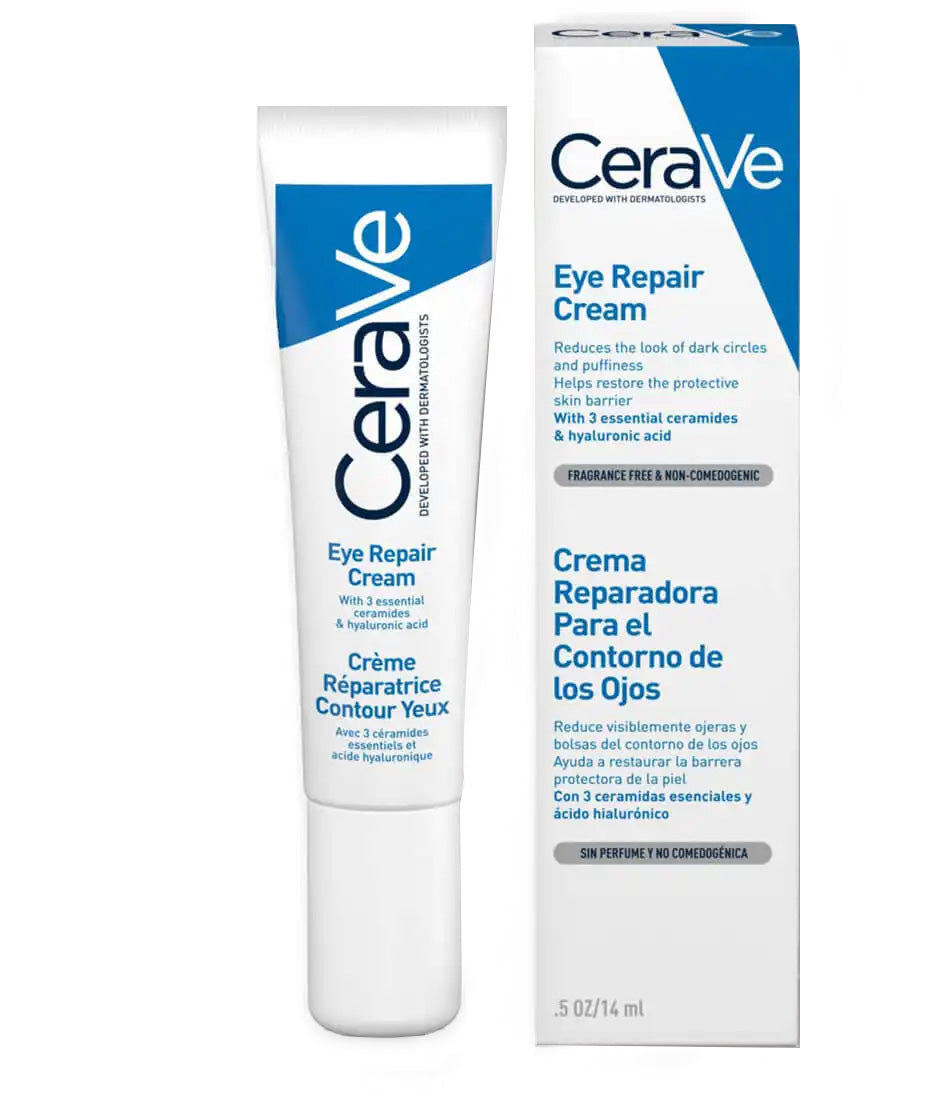 CeraVe
DEVELOPED WITH DERMATOLOGISTS
Eye Repair
Cream
With 3 essential
ceramides
& hyaluronic acid
Crème
Réparatrice
Contour Yeux
Avec 3 céramides
essentiels et
acide hyaluronique
CeraVe
CeraVe
DEVELOPED WITH DERMATOLOGISTS
Eye Repair
Cream
Reduces the look of dark circles
and puffiness
Helps restore the protective
skin barrier
With 3 essential ceramides
& hyaluronic acid
FRAGRANCE FREE & NON-COMEDOGENIC
Crema
Reparadora
Para el
Contorno de
los Ojos
Reduce visiblemente ojeras y
bolsas del contorno de los ojos
Ayuda a restaurar la barrera
protectora de la piel
Con 3 ceramidas esenciales y
ácido hialurónico
SIN PERFUME Y NO COMEDOGÉNICA
.5 OZ/14 ml